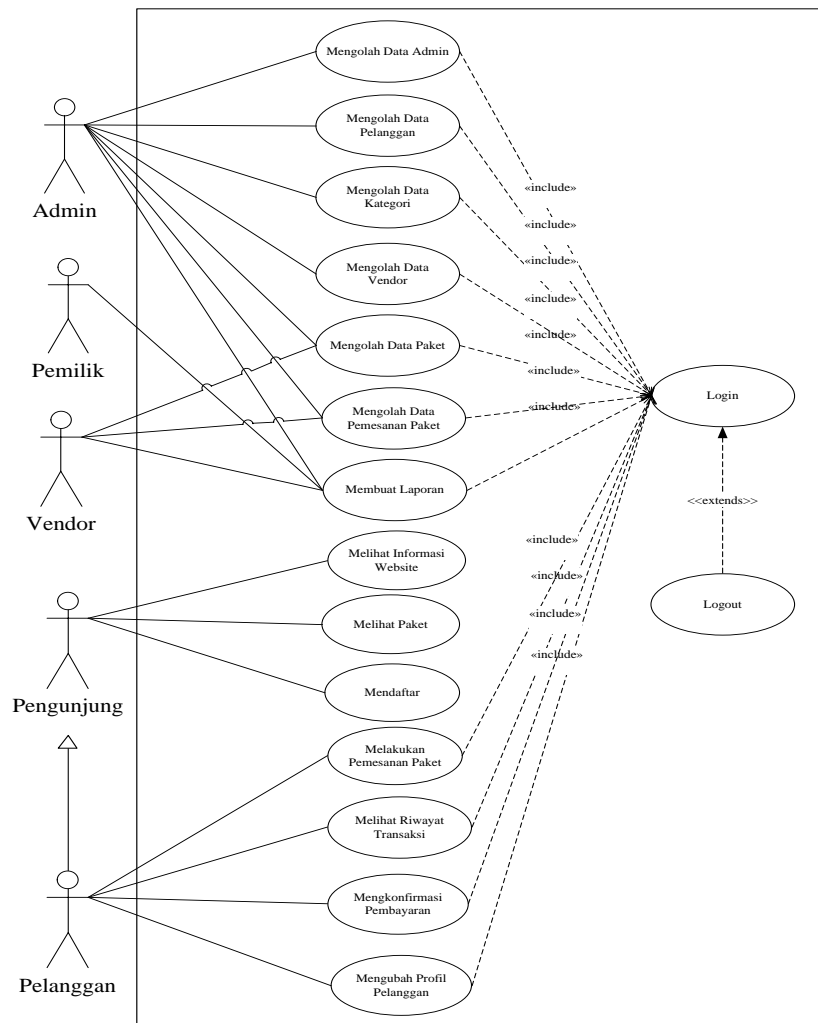 Mengolah Data Admin
Mengolah Data
Pelanggan
Admin
Mengolah Data
Kategori
«include»
«include»
«include»
Mengolah Data
Vendor
«include»
Pemilik
Mengolah Data Paket
«include»
«include»
Login
Mengolah Data
Pemesanan Paket
«include»
Vendor
Membuat Laporan
<<extends>>
Melihat Informasi
Website
«include»
«include»
Logout
Pengunjung
Melihat Paket
«include»
«include»
Mendaftar
Melakukan
Pemesanan Paket
Melihat Riwayat
Transaksi
Mengkonfirmasi
Pembayaran
Pelanggan
Mengubah Profil
Pelanggan